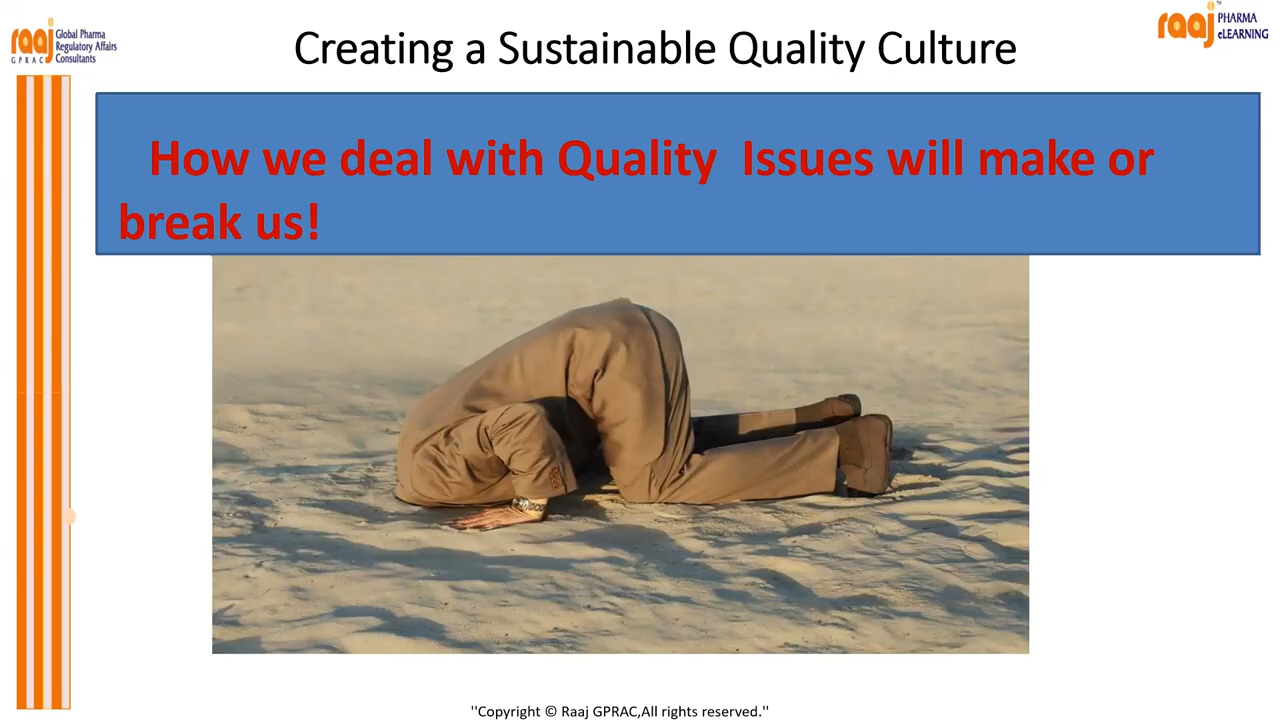 raaj
GPRAC
Global Pharma
Regulatory Affairs
Consultants
Creating a Sustainable Quality Culture
raaj
TM
PHARMA
eLEARNING
How we deal with Quality Issues will make or
break us!
"Copyright © Raaj GPRAC,All rights reserved."